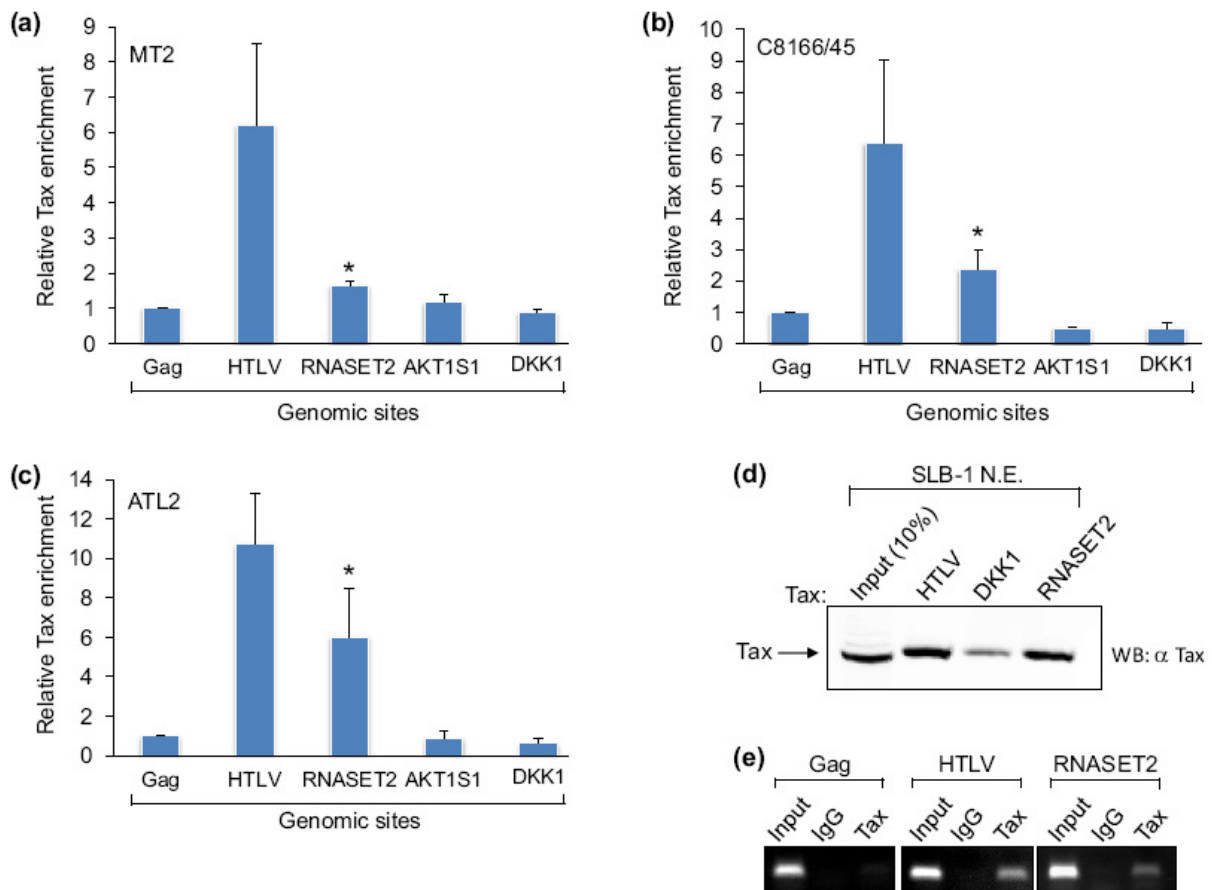 (a)
MT2
Relative Tax enrichment
9
8
7
6
5
4
3
2
1
0
*
Gag HTLV RNASET2 AKT1S1 DKK1
Genomic sites
(b)
C8166/45
Relative Tax enrichment
10
9
8
7
6
5
4
3
2
1
0
*
Gag HTLV RNASET2 AKT1S1 DKK1
Genomic sites
(c)
ATL2
Relative Tax enrichment
14
12
10
8
6
4
2
0
*
Gag HTLV RNASET2 AKT1S1 DKK1
Genomic sites
(d)
SLB-1 N.E.
Tax: Input (10%) HTLV DKK1 RNASET2
Tax
WB: α Tax
(e)
Gag HTLV RNASET2
Input IgG Tax Input IgG Tax Input IgG Tax